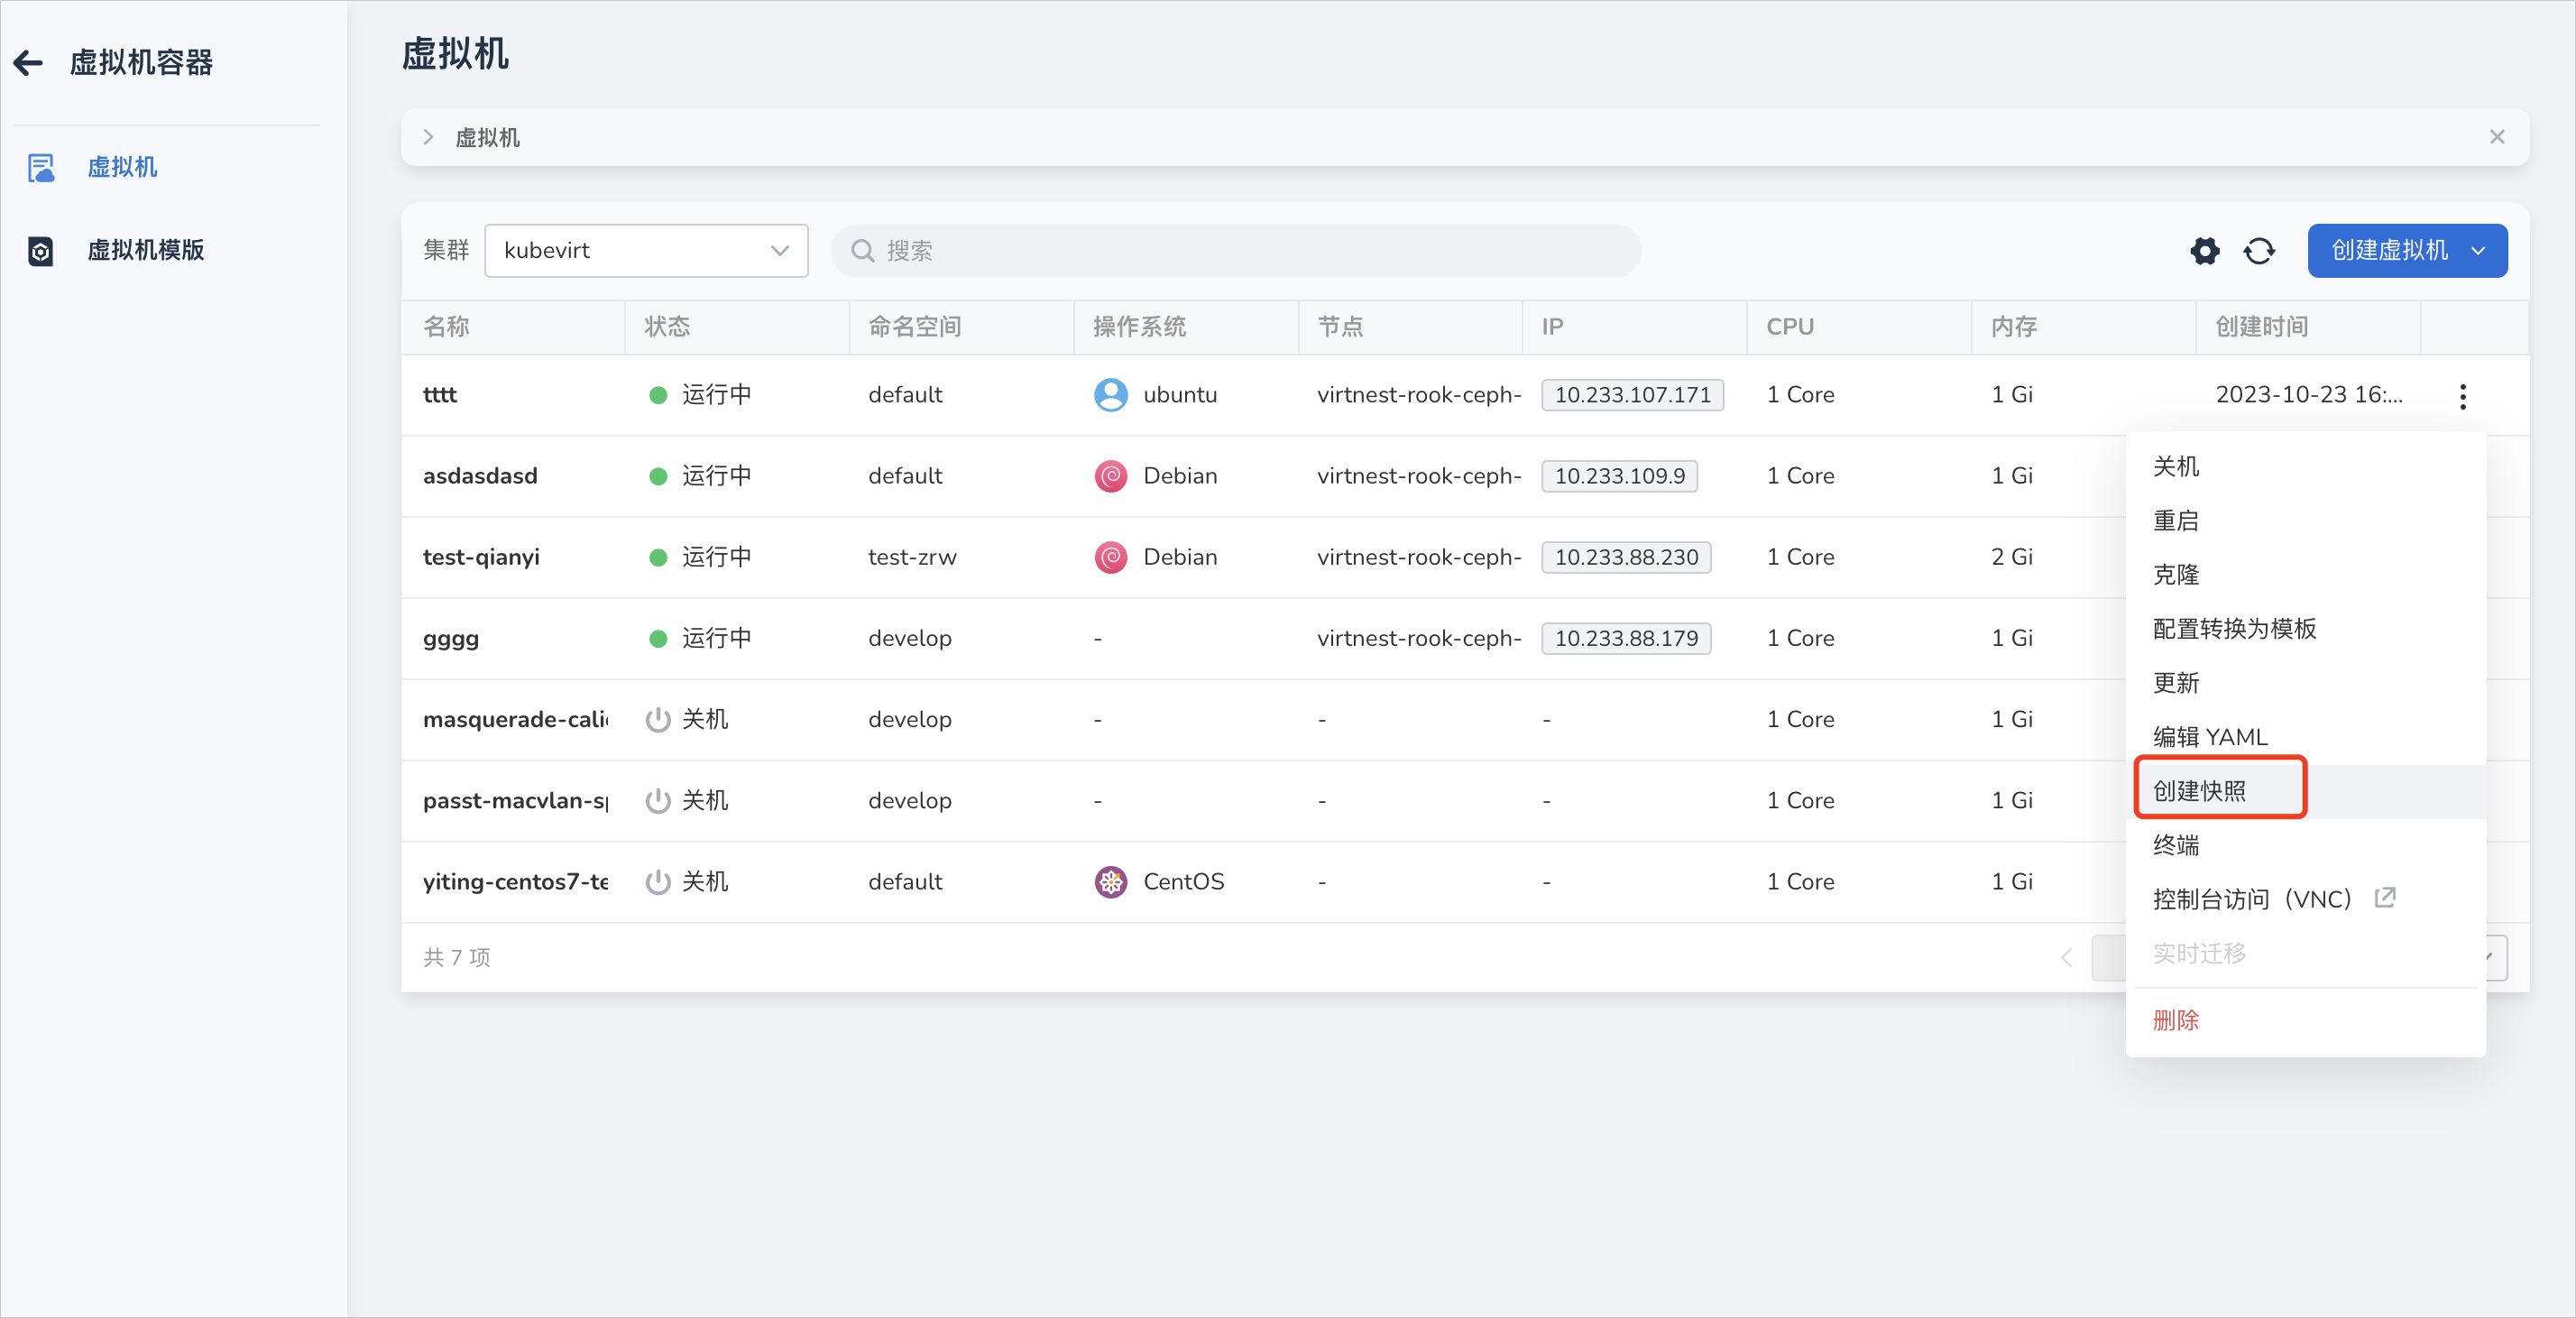 虚拟机容器
虚拟机
虚拟机模版
虚拟机
虚拟机
集群 kubevirt 搜索 创建虚拟机
名称 状态 命名空间 操作系统 节点 IP CPU 内存 创建时间
tttt 运行中 default ubuntu virtnest-rook-ceph- 10.233.107.171 1 Core 1 Gi 2023-10-23 16:...
asdasdasd 运行中 default Debian virtnest-rook-ceph- 10.233.109.9 1 Core 1 Gi
test-qianyi 运行中 test-zrw Debian virtnest-rook-ceph- 10.233.88.230 1 Core 2 Gi
gggg 运行中 develop - virtnest-rook-ceph- 10.233.88.179 1 Core 1 Gi
masquerade-cali 关机 develop - - - 1 Core 1 Gi
passt-macvlan-s 关机 develop - - - 1 Core 1 Gi
yiting-centos7-te 关机 default CentOS - - 1 Core 1 Gi
共 7 项
关机
重启
克隆
配置转换为模板
更新
编辑 YAML
创建快照
终端
控制台访问（VNC）
实时迁移
删除